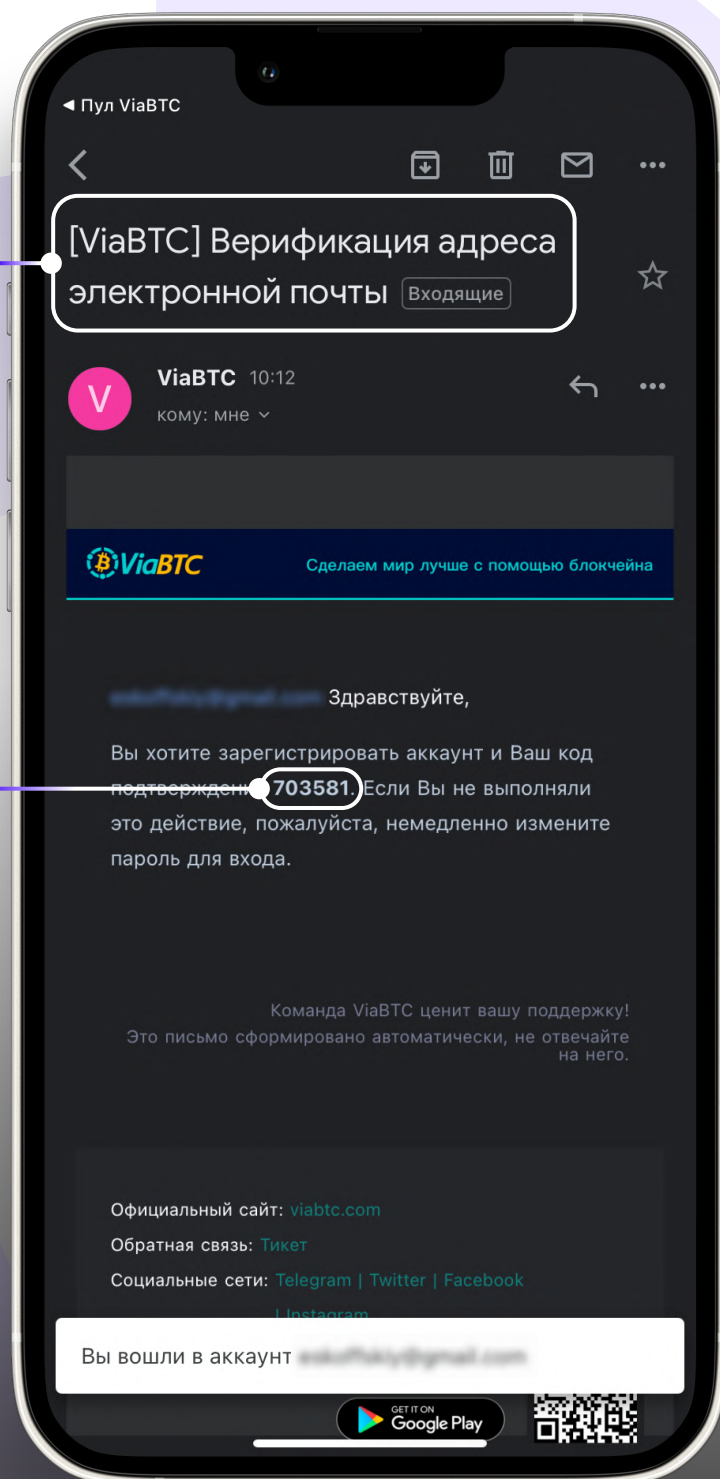 ◀ Пул ViaBTC
[ViaBTC] Верификация адреса
электронной почты Входящие
V
ViaBTC 10:12
кому: мне
ViaBTC Сделаем мир лучше с помощью блокчейна
Здравствуйте,
Вы хотите зарегистрировать аккаунт и Ваш код
подтверждени 703581. Если Вы не выполняли
это действие, пожалуйста, немедленно измените
пароль для входа.
Команда ViaBTC ценит вашу поддержку!
Это письмо сформировано автоматически, не отвечайте
на него.
Официальный сайт: viabtc.com
Обратная связь: Тикет
Социальные сети: Telegram | Twitter | Facebook
| Instagram
Вы вошли в аккаунт
GET IT ON
Google Play